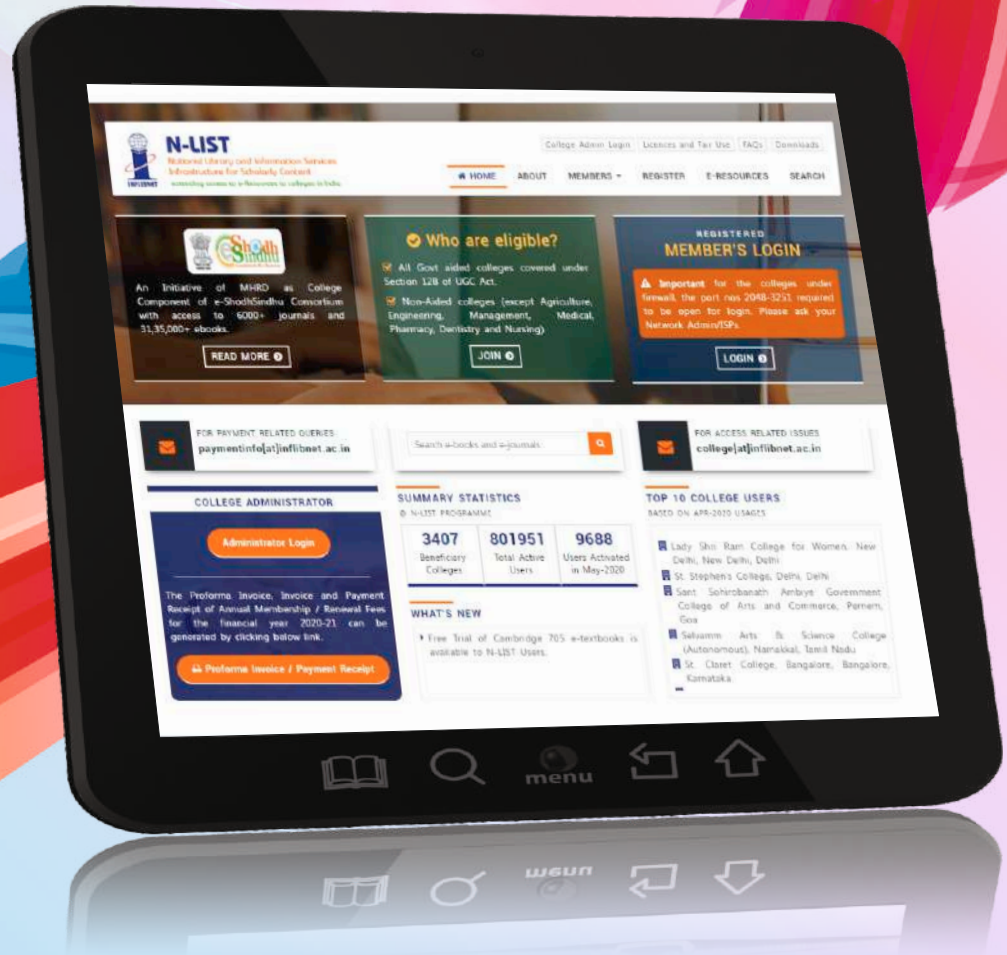 N-LIST
National Library and Information Services
Infrastructure for Scholarly Content
extending access to e-Resources to colleges in India
INFLIBNET
College Admin Login
Licences and Fair Use
FAQs
Downloads
HOME
ABOUT
MEMBERS
REGISTER
E-RESOURCES
SEARCH
e-Shodh
Sindhu
An Initiative of MHRD as College
Component of e-ShodhSindhu Consortium
with access to 6000+ journals and
31,35,000+ ebooks.
READ MORE
Who are eligible?
All Govt aided colleges covered under
Section 12B of UGC Act.
Non-Aided colleges (except Agriculture,
Engineering, Management, Medical,
Pharmacy, Dentistry and Nursing)
JOIN
REGISTERED
MEMBER'S LOGIN
Important for the colleges under
firewall, the port nos 2048-3251 required
to be open for login. Please ask your
Network Admin/ISPs.
LOGIN
FOR PAYMENT RELATED QUERIES
paymentinfo[at]inflibnet.ac.in
Search e-books and e-journals
FOR ACCESS RELATED ISSUES
college[at]inflibnet.ac.in
COLLEGE ADMINISTRATOR
Administrator Login
The Proforma Invoice, Invoice and Payment
Receipt of Annual Membership / Renewal Fees
for the financial year 2020-21 can be
generated by clicking below link.
Proforma Invoice / Payment Receipt
SUMMARY STATISTICS
@ N-LIST PROGRAMME
3407
Beneficiary
Colleges
801951
Total Active
Users
9688
Users Activated
in May-2020
WHAT'S NEW
Free Trial of Cambridge 705 e-textbooks is
available to N-LIST Users.
TOP 10 COLLEGE USERS
BASED ON APR-2020 USAGES
Lady Shri Ram College for Women, New
Delhi, New Delhi, Delhi
St. Stephen's College, Delhi, Delhi
Sant Sohirobanath Ambiye Government
College of Arts and Commerce, Pernem,
Goa
Selvamm Arts & Science College
(Autonomous), Namakkal, Tamil Nadu
St. Claret College, Bangalore, Bangalore,
Karnataka
menu